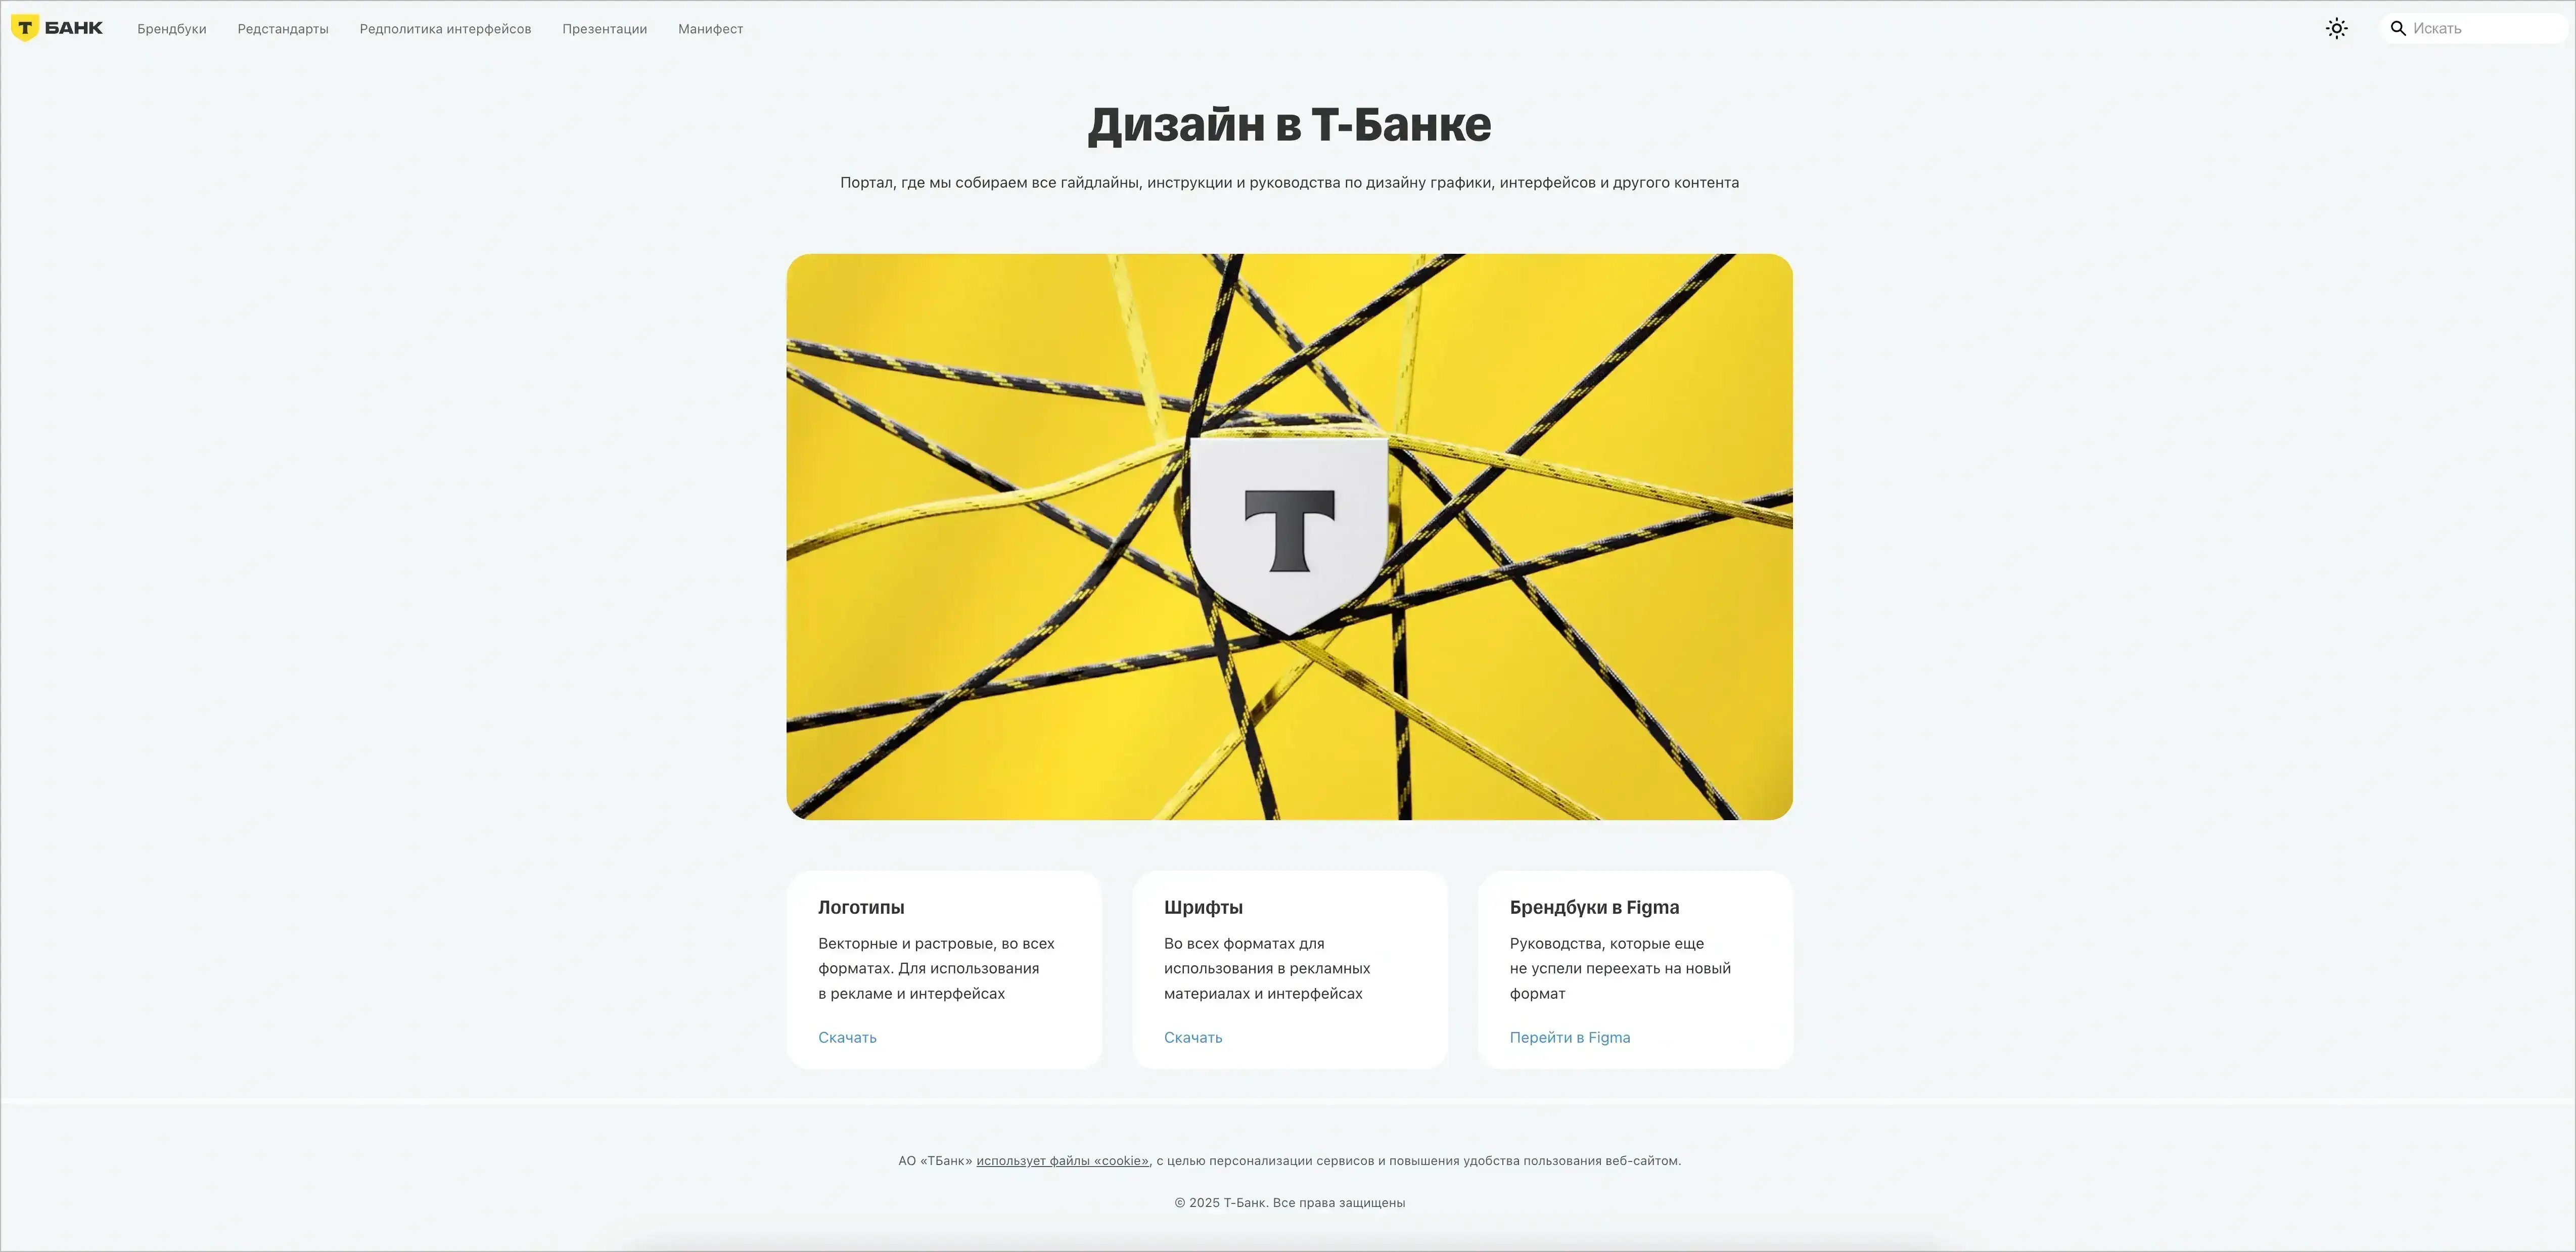 Т БАНК
Брендбуки
Редстандарты
Редполитика интерфейсов
Презентации
Манифест
Искать
Дизайн в Т-Банке
Портал, где мы собираем все гайдлайны, инструкции и руководства по дизайну графики, интерфейсов и другого контента
Т
Логотипы
Векторные и растровые, во всех
форматах. Для использования
в рекламе и интерфейсах
Скачать
Шрифты
Во всех форматах для
использования в рекламных
материалах и интерфейсах
Скачать
Брендбуки в Figma
Руководства, которые еще
не успели переехать на новый
формат
Перейти в Figma
АО «ТБанк» использует файлы «cookie», с целью персонализации сервисов и повышения удобства пользования веб-сайтом.
© 2025 Т-Банк. Все права защищены